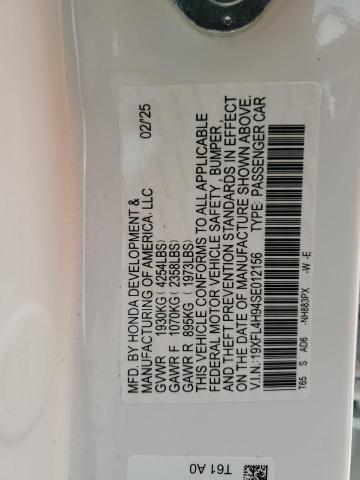 MFD. BY HONDA DEVELOPMENT &
MANUFACTURING OF AMERICA, LLC 02/'25
GVWR 1930KG (4254LBS)
GAWR F 1070KG (2358LBS)
GAWR R 895KG (1973LBS)
THIS VEHICLE CONFORMS TO ALL APPLICABLE
FEDERAL MOTOR VEHICLE SAFETY, BUMPER,
AND THEFT PREVENTION STANDARDS IN EFFECT
ON THE DATE OF MANUFACTURE SHOWN ABOVE.
V.I.N.:19XFL4H94SE012156 TYPE: PASSENGER CAR
T65 S AD6 -NH883PX -W -E
T61 A0